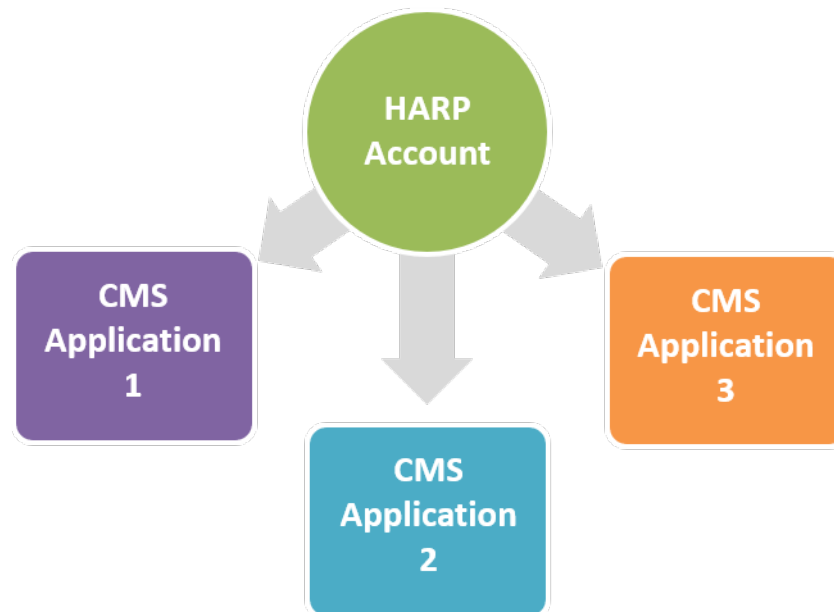 HARP
Account
CMS
Application
1
CMS
Application
2
CMS
Application
3